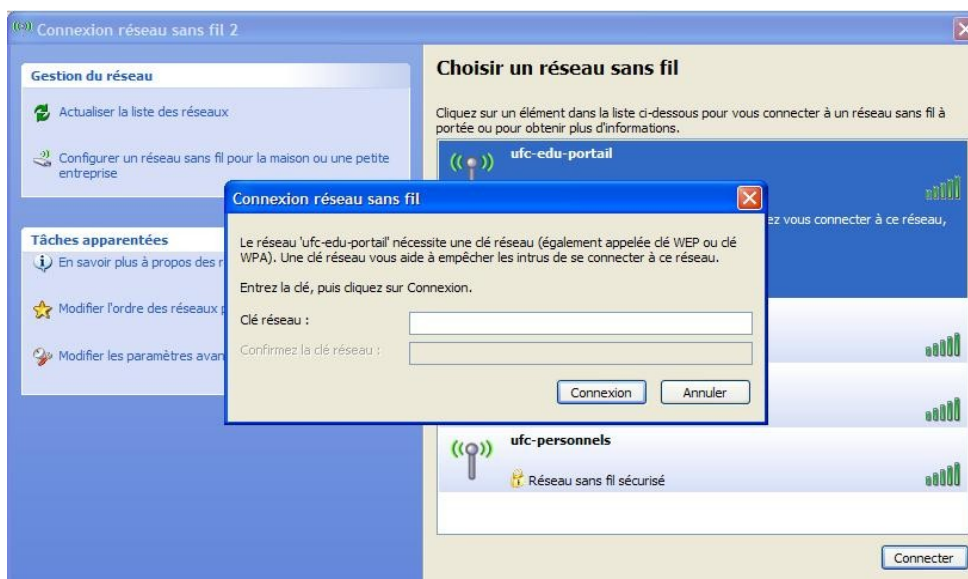 Connexion réseau sans fil 2
Gestion du réseau
Actualiser la liste des réseaux
Configurer un réseau sans fil pour la maison ou une petite
entreprise
Tâches apparentées
En savoir plus à propos des r
Modifier l'ordre des réseaux p
Modifier les paramètres avan
Choisir un réseau sans fil
Cliquez sur un élément dans la liste ci-dessous pour vous connecter à un réseau sans fil à
portée ou pour obtenir plus d'informations.
ufc-edu-portail
ez vous connecter à ce réseau,
Connexion réseau sans fil
Le réseau 'ufc-edu-portail' nécessite une clé réseau (également appelée clé WEP ou clé
WPA). Une clé réseau vous aide à empêcher les intrus de se connecter à ce réseau.
Entrez la clé, puis cliquez sur Connexion.
Clé réseau :
Confirmez la clé réseau :
Connexion
Annuler
ufc-personnels
Réseau sans fil sécurisé
Connecter